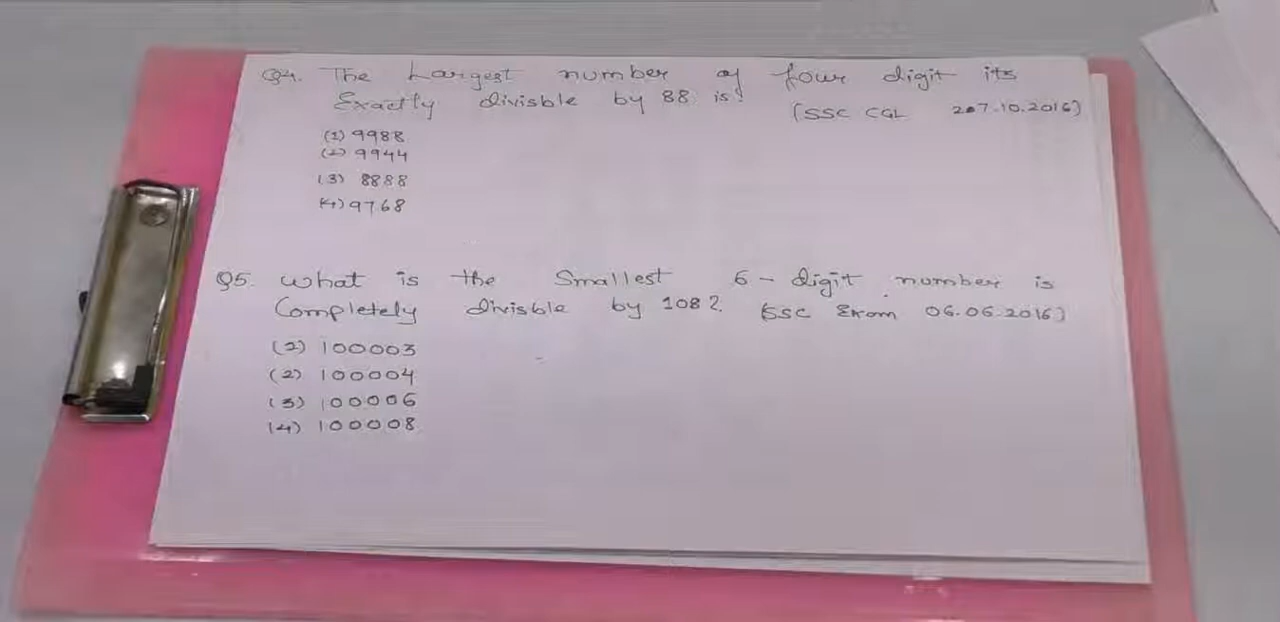 Q4. The Largest number of four digit its
Exactly divisble by 88 is?
(SSC CGL 27.10.2016)
(1) 9988
(2) 9944
(3) 8888
(4) 9768
Q5. What is the Smallest 6 - digit number is
Completely divisble by 108?. (SSC Exam 06.06.2016)
(1) 100003
(2) 100004
(3) 100006
(4) 100008